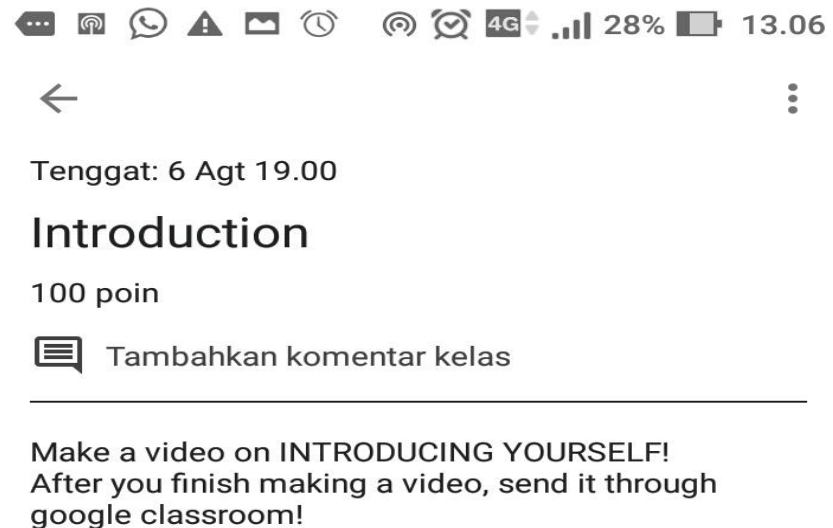 4G 28% 13.06
Tenggat: 6 Agt 19.00
Introduction
100 poin
Tambahkan komentar kelas
Make a video on INTRODUCING YOURSELF!
After you finish making a video, send it through
google classroom!